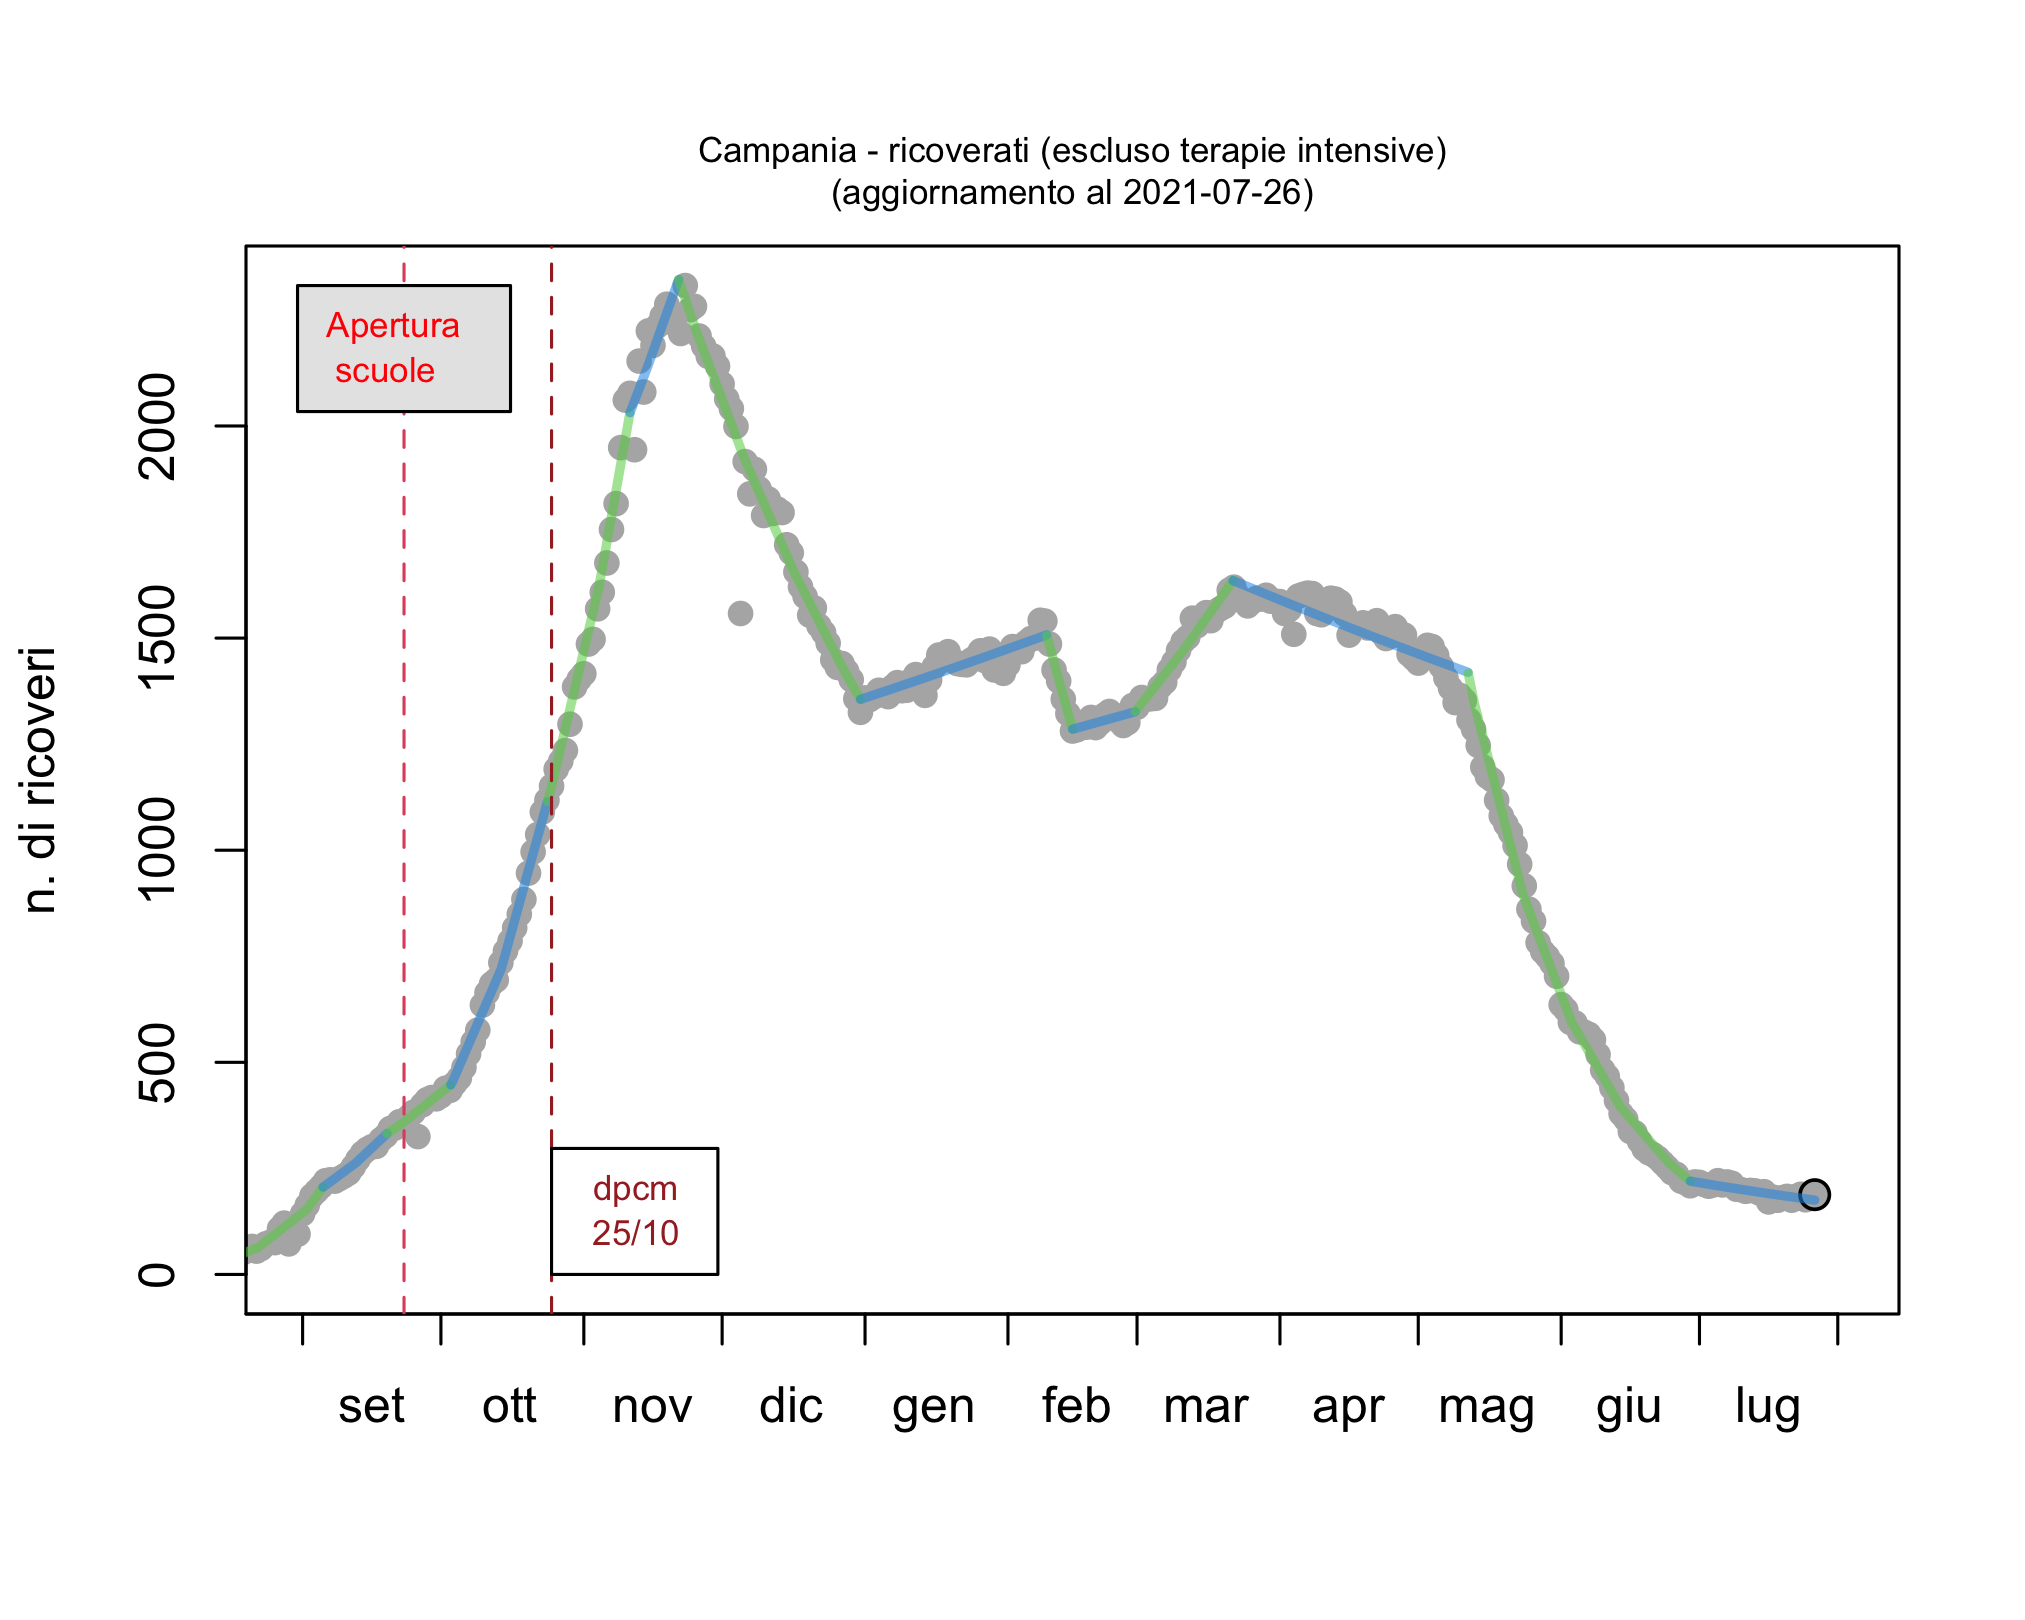 Campania - ricoverati (escluso terapie intensive)
(aggiornamento al 2021-07-26)
Apertura
scuole
n. di ricoveri
2000
1500
1000
500
0
dpcm
25/10
set ott nov dic gen feb mar apr mag giu lug